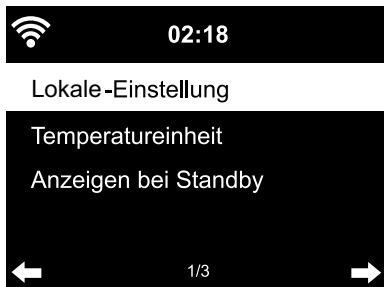 02:18
Lokale-Einstellung
Temperatureinheit
Anzeigen bei Standby
1/3